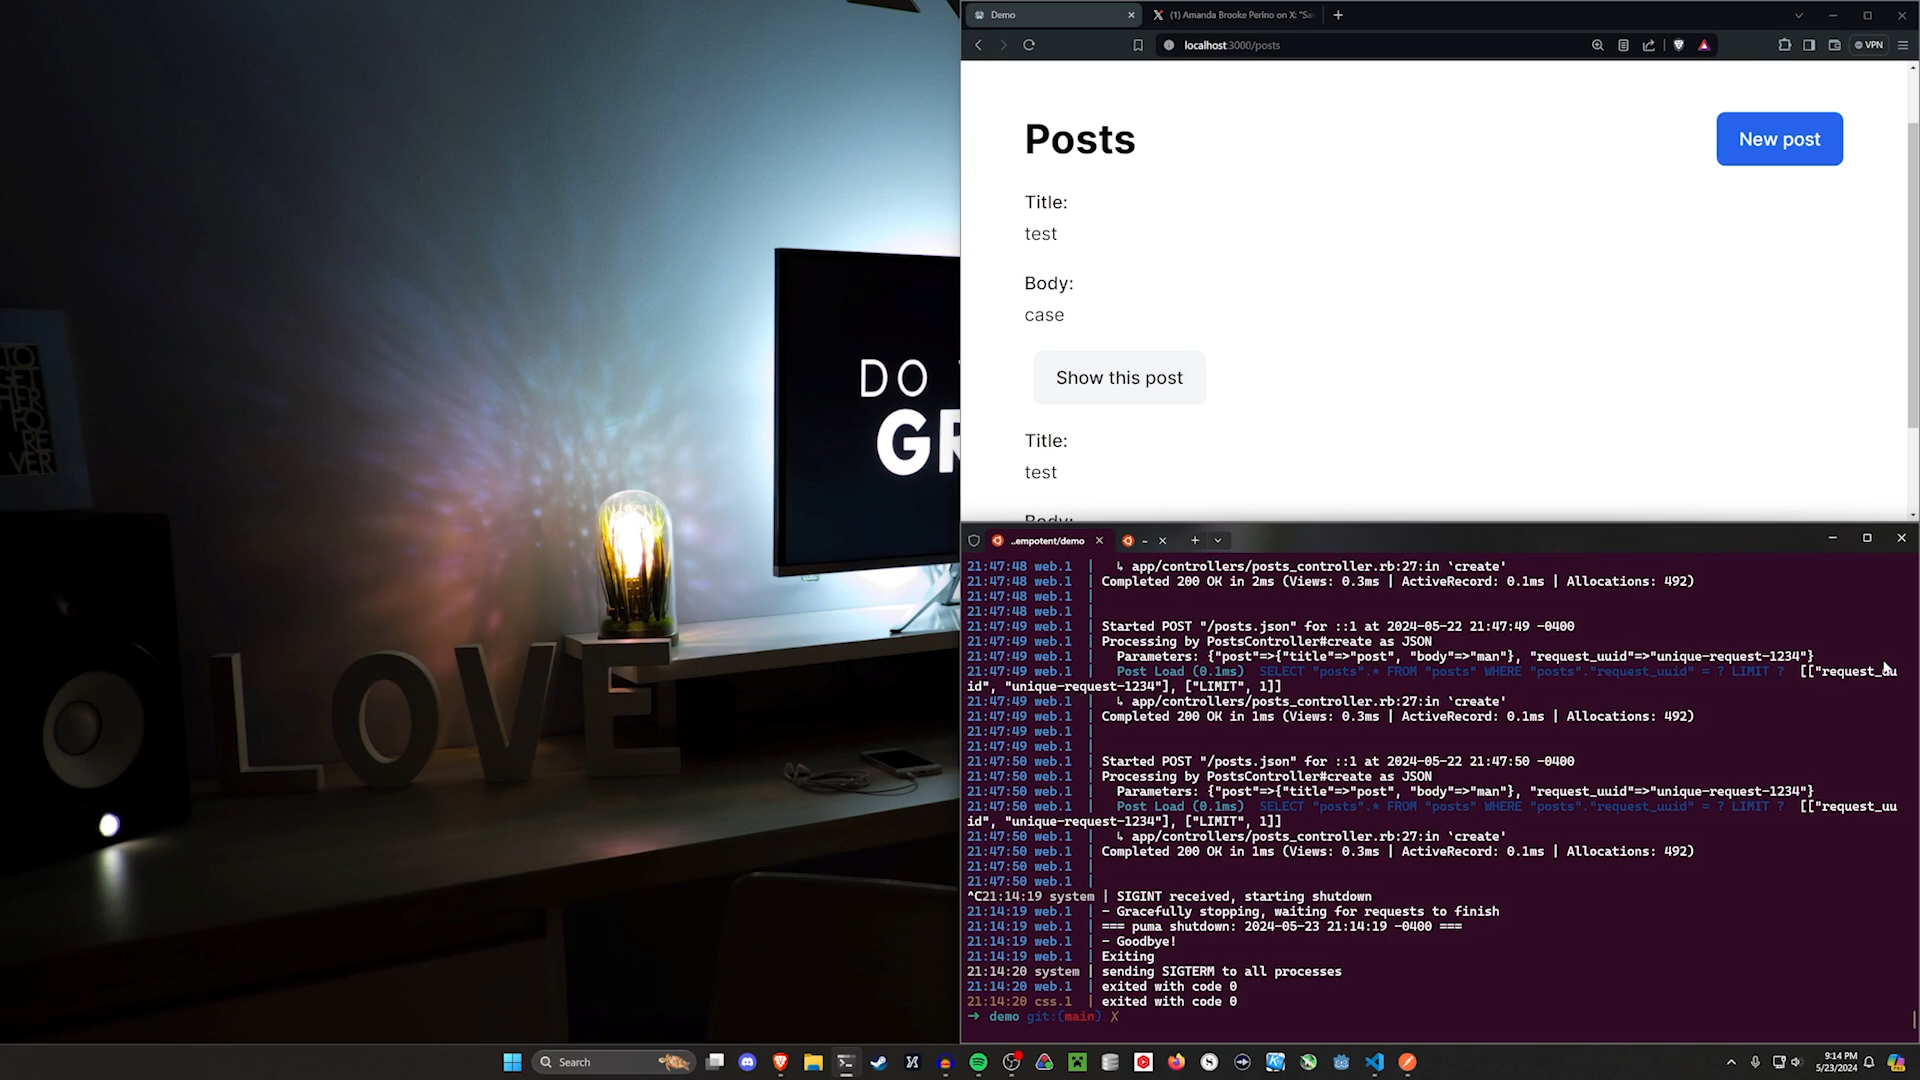 Demo
(1) Amanda Brooke Perino on X: "Sa
localhost:3000/posts
VPN
Posts
New post
Title:
test
Body:
case
Show this post
Title:
test
Body:
DO
GR
TO
GET
HER
FO
RE
VER
LOVE
..empotent/demo
~
21:47:48 web.1 | ↳ app/controllers/posts_controller.rb:27:in `create'
21:47:48 web.1 | Completed 200 OK in 2ms (Views: 0.3ms | ActiveRecord: 0.1ms | Allocations: 492)
21:47:48 web.1 |
21:47:48 web.1 |
21:47:49 web.1 | Started POST "/posts.json" for ::1 at 2024-05-22 21:47:49 -0400
21:47:49 web.1 | Processing by PostsController#create as JSON
21:47:49 web.1 | Parameters: {"post"=>{"title"=>"post", "body"=>"man"}, "request_uuid"=>"unique-request-1234"}
21:47:49 web.1 | Post Load (0.1ms) SELECT "posts".* FROM "posts" WHERE "posts"."request_uuid" = ? LIMIT ? [["request_uu
id", "unique-request-1234"], ["LIMIT", 1]]
21:47:49 web.1 | ↳ app/controllers/posts_controller.rb:27:in `create'
21:47:49 web.1 | Completed 200 OK in 1ms (Views: 0.3ms | ActiveRecord: 0.1ms | Allocations: 492)
21:47:49 web.1 |
21:47:49 web.1 |
21:47:50 web.1 | Started POST "/posts.json" for ::1 at 2024-05-22 21:47:50 -0400
21:47:50 web.1 | Processing by PostsController#create as JSON
21:47:50 web.1 | Parameters: {"post"=>{"title"=>"post", "body"=>"man"}, "request_uuid"=>"unique-request-1234"}
21:47:50 web.1 | Post Load (0.1ms) SELECT "posts".* FROM "posts" WHERE "posts"."request_uuid" = ? LIMIT ? [["request_uu
id", "unique-request-1234"], ["LIMIT", 1]]
21:47:50 web.1 | ↳ app/controllers/posts_controller.rb:27:in `create'
21:47:50 web.1 | Completed 200 OK in 1ms (Views: 0.3ms | ActiveRecord: 0.1ms | Allocations: 492)
21:47:50 web.1 |
21:47:50 web.1 |
^C21:14:19 system | SIGINT received, starting shutdown
21:14:19 web.1 | - Gracefully stopping, waiting for requests to finish
21:14:19 web.1 | === puma shutdown: 2024-05-23 21:14:19 -0400 ===
21:14:19 web.1 | - Goodbye!
21:14:19 web.1 | Exiting
21:14:20 system | sending SIGTERM to all processes
21:14:20 web.1 | exited with code 0
21:14:20 css.1 | exited with code 0
→ demo git:(main) ✗
Search
9:14 PM
5/23/2024